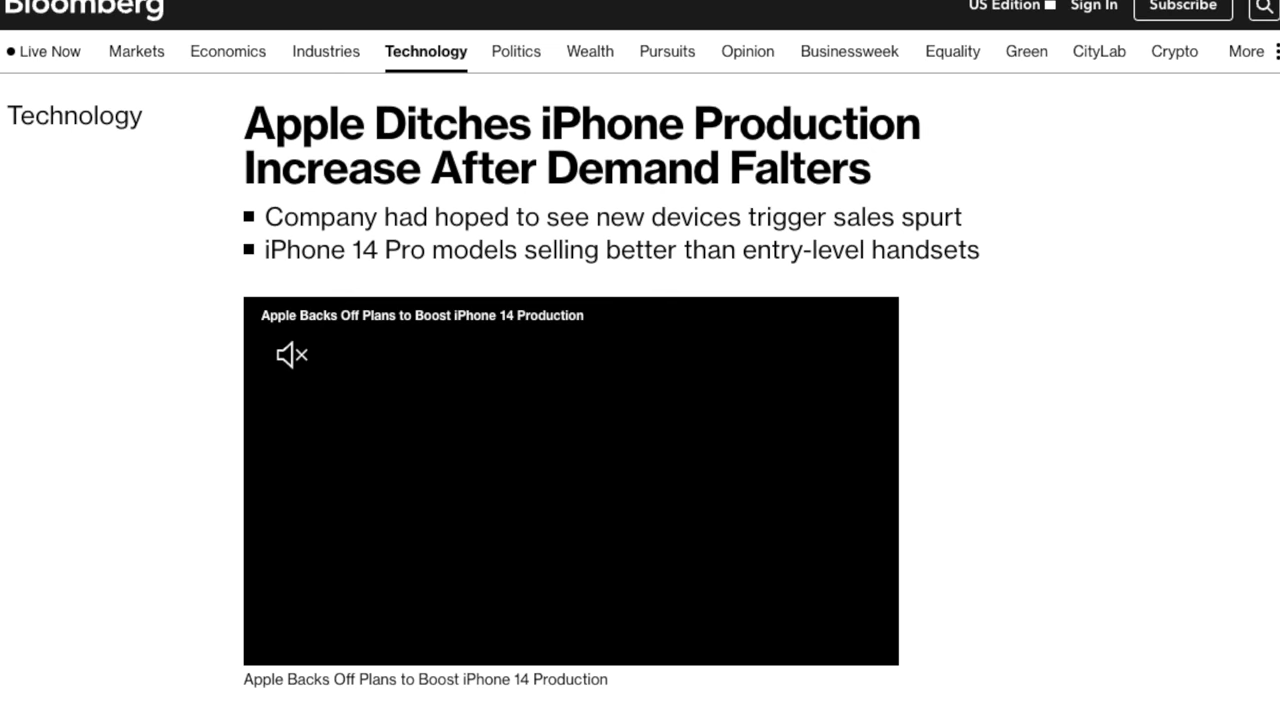 Bloomberg
US Edition Sign In Subscribe
Live Now Markets Economics Industries Technology Politics Wealth Pursuits Opinion Businessweek Equality Green CityLab Crypto More
Technology
Apple Ditches iPhone Production
Increase After Demand Falters
Company had hoped to see new devices trigger sales spurt
iPhone 14 Pro models selling better than entry-level handsets
Apple Backs Off Plans to Boost iPhone 14 Production
Apple Backs Off Plans to Boost iPhone 14 Production